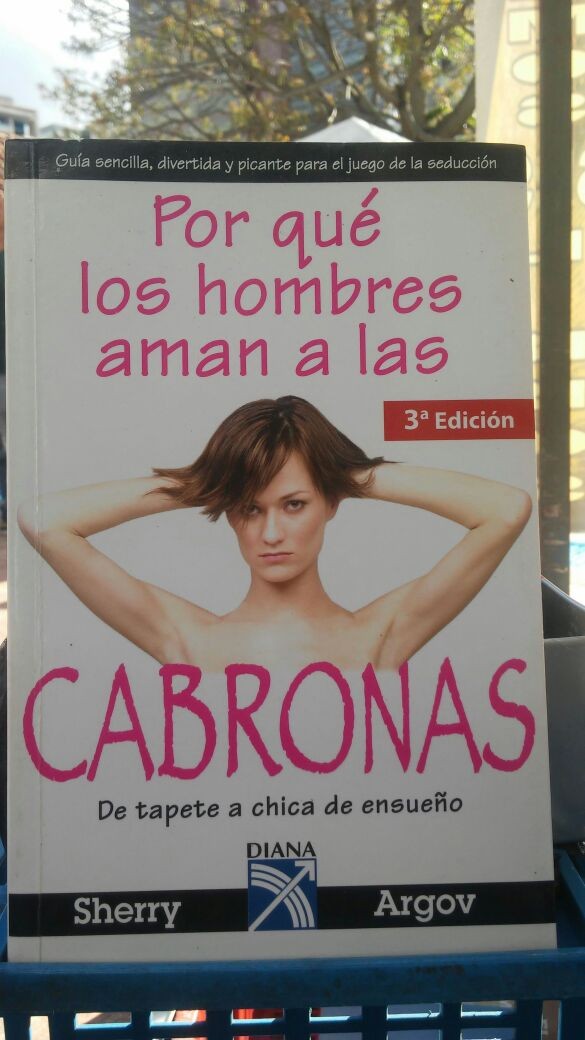 Guía sencilla, divertida y picante para el juego de la seducción
Por qué
los hombres
aman a las
3ª Edición
CABRONAS
De tapete a chica de ensueño
DIANA
Sherry Argov